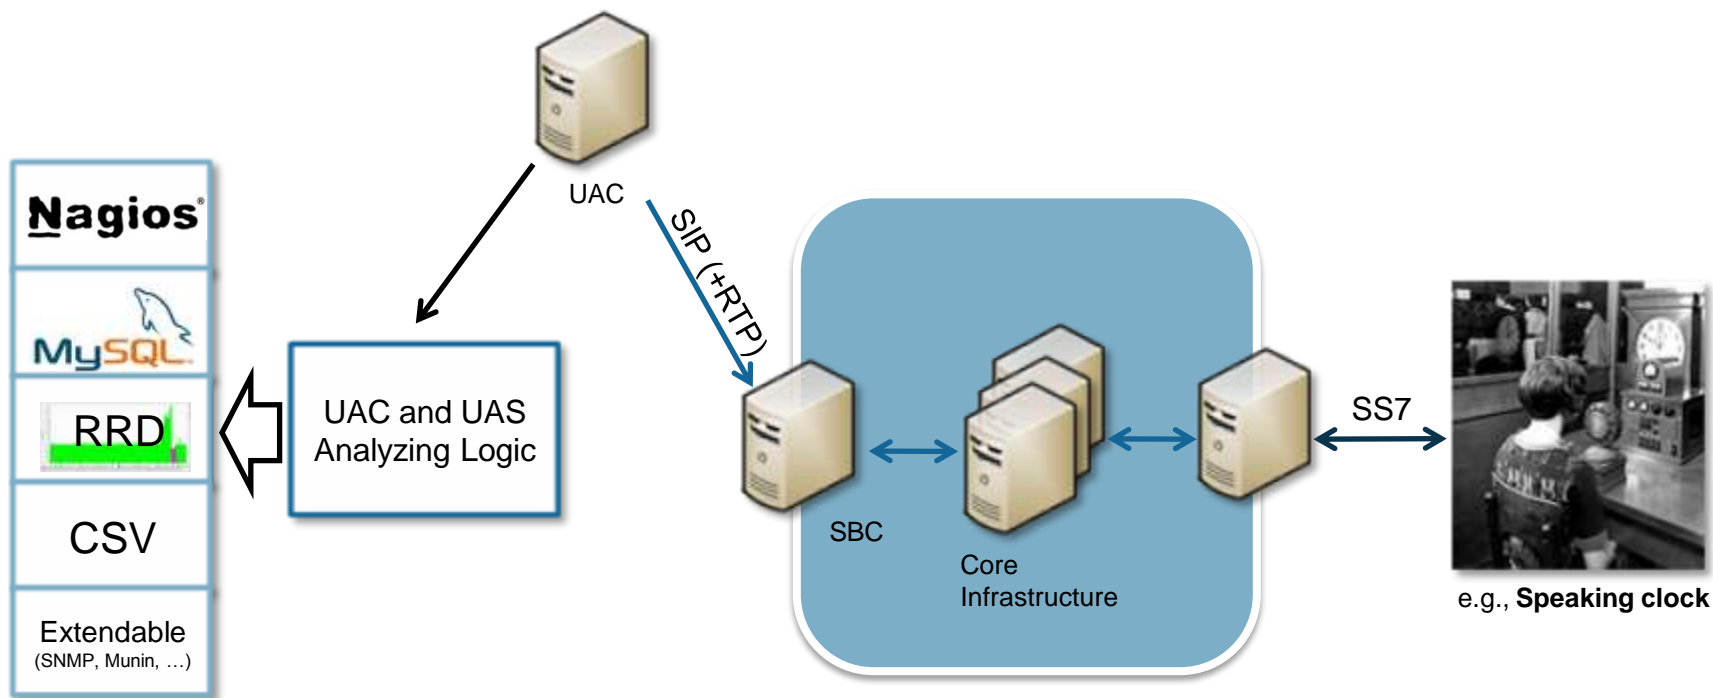 UAC
SIP (+RTP)
Nagios®
MySQL
RRD
CSV
Extendable
(SNMP, Munin, …)
UAC and UAS
Analyzing Logic
SBC
Core
Infrastructure
SS7
e.g., Speaking clock